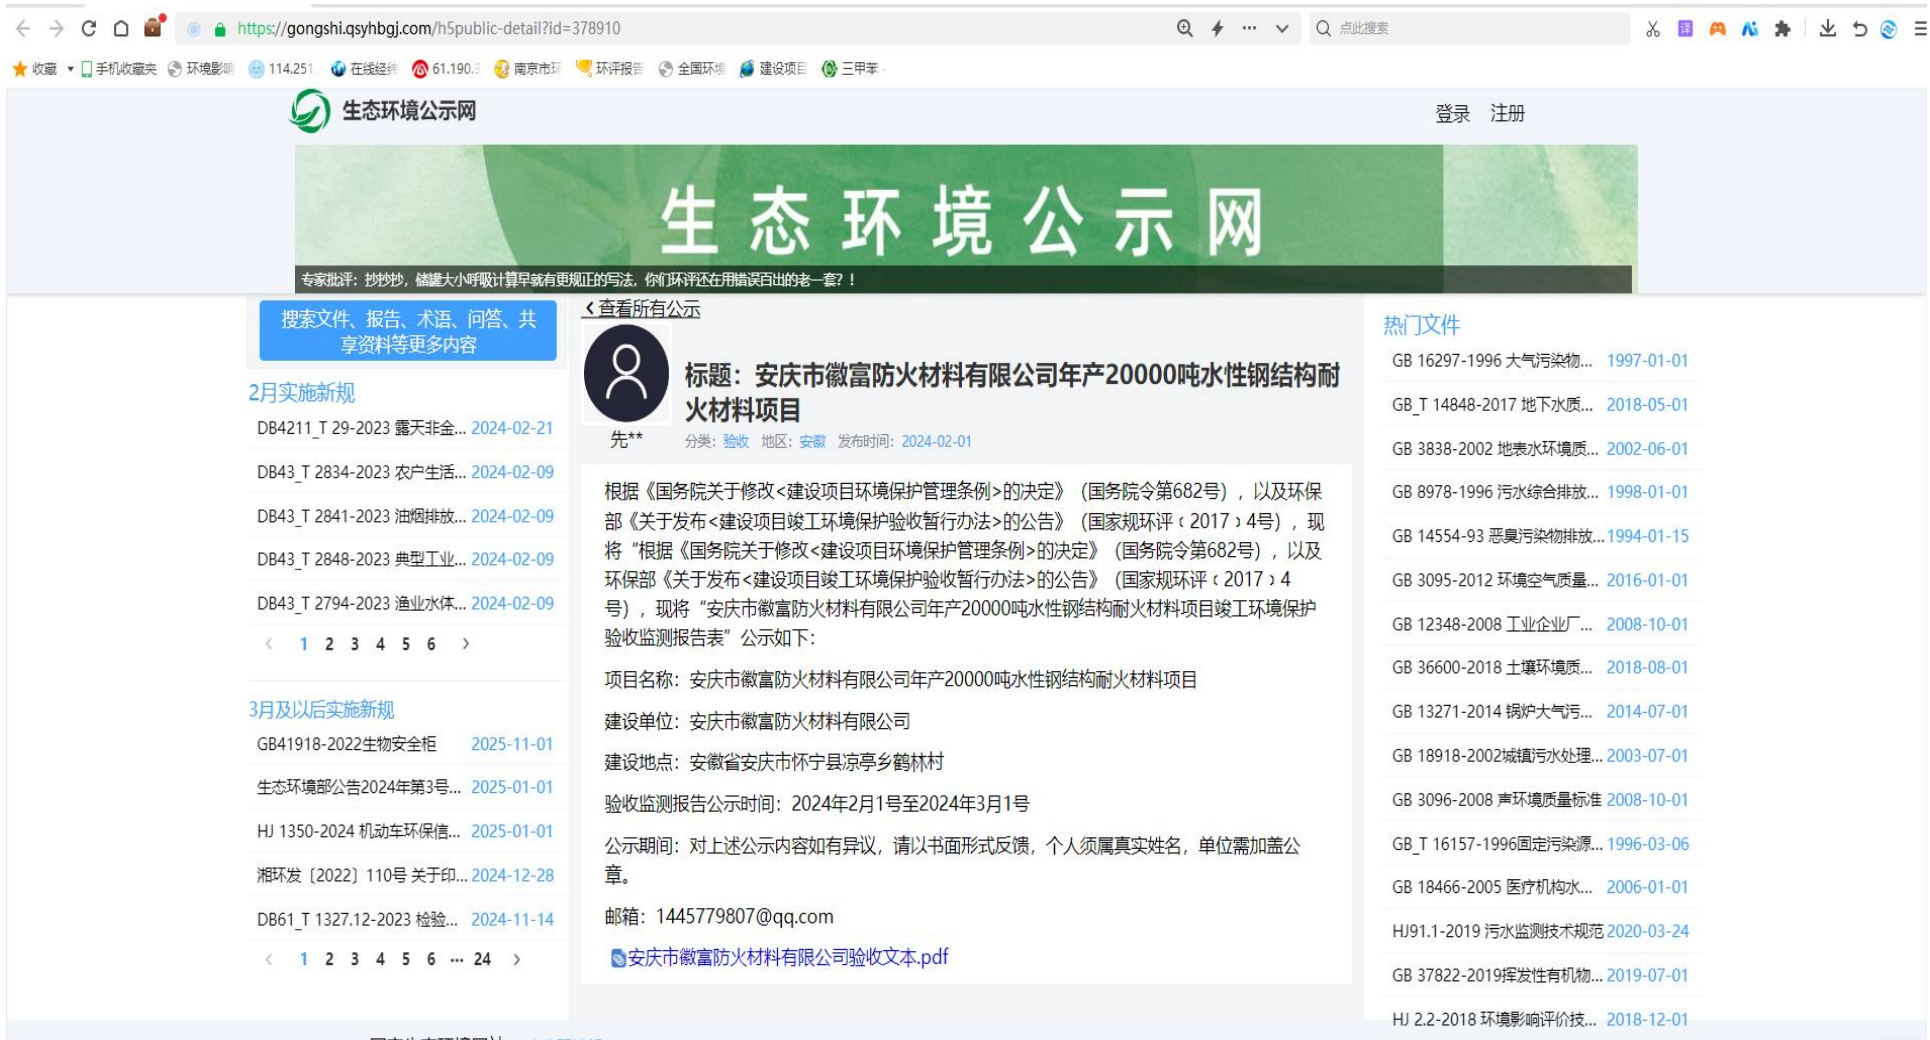 https://gongshi.qsyhbgj.com/h5public-detail?id=378910
点此搜索
收藏 手机收藏夹 环境影响 114.251. 在线经纬 61.190.3 南京市环 环评报告 全国环境 建设项目 三甲苯
生态环境公示网
登录 注册
生态环境公示网
专家批评：抄抄抄，储罐大小呼吸计算早就有更规正的写法，你们环评还在用错误百出的老一套？！
搜索文件、报告、术语、问答、共
享资料等更多内容
2月实施新规
DB4211_T 29-2023 露天非金... 2024-02-21
DB43_T 2834-2023 农户生活... 2024-02-09
DB43_T 2841-2023 油烟排放... 2024-02-09
DB43_T 2848-2023 典型工业... 2024-02-09
DB43_T 2794-2023 渔业水体... 2024-02-09
‹ 1 2 3 4 5 6 ›
3月及以后实施新规
GB41918-2022生物安全柜 2025-11-01
生态环境部公告2024年第3号... 2025-01-01
HJ 1350-2024 机动车环保信... 2025-01-01
湘环发〔2022〕110号 关于印... 2024-12-28
DB61_T 1327.12-2023 检验... 2024-11-14
‹ 1 2 3 4 5 6 ... 24 ›
‹ 查看所有公示
先**
标题：安庆市徽富防火材料有限公司年产20000吨水性钢结构耐
火材料项目
分类：验收 地区：安徽 发布时间：2024-02-01
根据《国务院关于修改<建设项目环境保护管理条例>的决定》（国务院令第682号），以及环保
部《关于发布<建设项目竣工环境保护验收暂行办法>的公告》（国家规环评﹝2017﹞4号），现
将“根据《国务院关于修改<建设项目环境保护管理条例>的决定》（国务院令第682号），以及
环保部《关于发布<建设项目竣工环境保护验收暂行办法>的公告》（国家规环评﹝2017﹞4
号），现将“安庆市徽富防火材料有限公司年产20000吨水性钢结构耐火材料项目竣工环境保护
验收监测报告表”公示如下：
项目名称：安庆市徽富防火材料有限公司年产20000吨水性钢结构耐火材料项目
建设单位：安庆市徽富防火材料有限公司
建设地点：安徽省安庆市怀宁县凉亭乡鹤林村
验收监测报告公示时间：2024年2月1号至2024年3月1号
公示期间：对上述公示内容如有异议，请以书面形式反馈，个人须属真实姓名，单位需加盖公
章。
邮箱：1445779807@qq.com
安庆市徽富防火材料有限公司验收文本.pdf
热门文件
GB 16297-1996 大气污染物... 1997-01-01
GB_T 14848-2017 地下水质... 2018-05-01
GB 3838-2002 地表水环境质... 2002-06-01
GB 8978-1996 污水综合排放... 1998-01-01
GB 14554-93 恶臭污染物排放... 1994-01-15
GB 3095-2012 环境空气质量... 2016-01-01
GB 12348-2008 工业企业厂... 2008-10-01
GB 36600-2018 土壤环境质... 2018-08-01
GB 13271-2014 锅炉大气污... 2014-07-01
GB 18918-2002城镇污水处理... 2003-07-01
GB 3096-2008 声环境质量标准 2008-10-01
GB_T 16157-1996固定污染源... 1996-03-06
GB 18466-2005 医疗机构水... 2006-01-01
HJ91.1-2019 污水监测技术规范 2020-03-24
GB 37822-2019挥发性有机物... 2019-07-01
HJ 2.2-2018 环境影响评价技... 2018-12-01